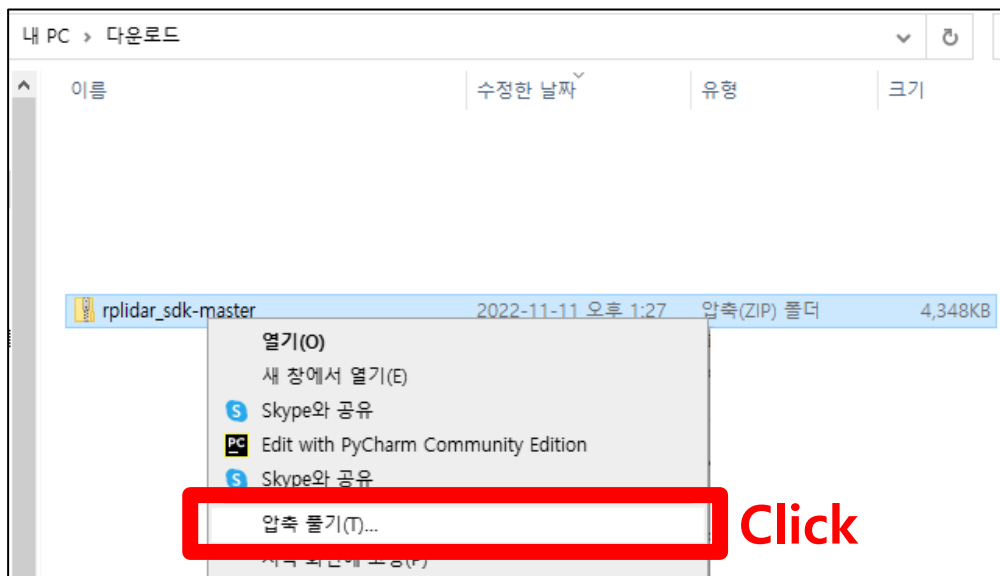 내 PC > 다운로드
이름 수정한 날짜 유형 크기
rplidar_sdk-master 2022-11-11 오후 1:27 압축(ZIP) 폴더 4,348KB
열기(O)
새 창에서 열기(E)
Skype와 공유
PC Edit with PyCharm Community Edition
Skype와 공유
압축 풀기(T)... Click